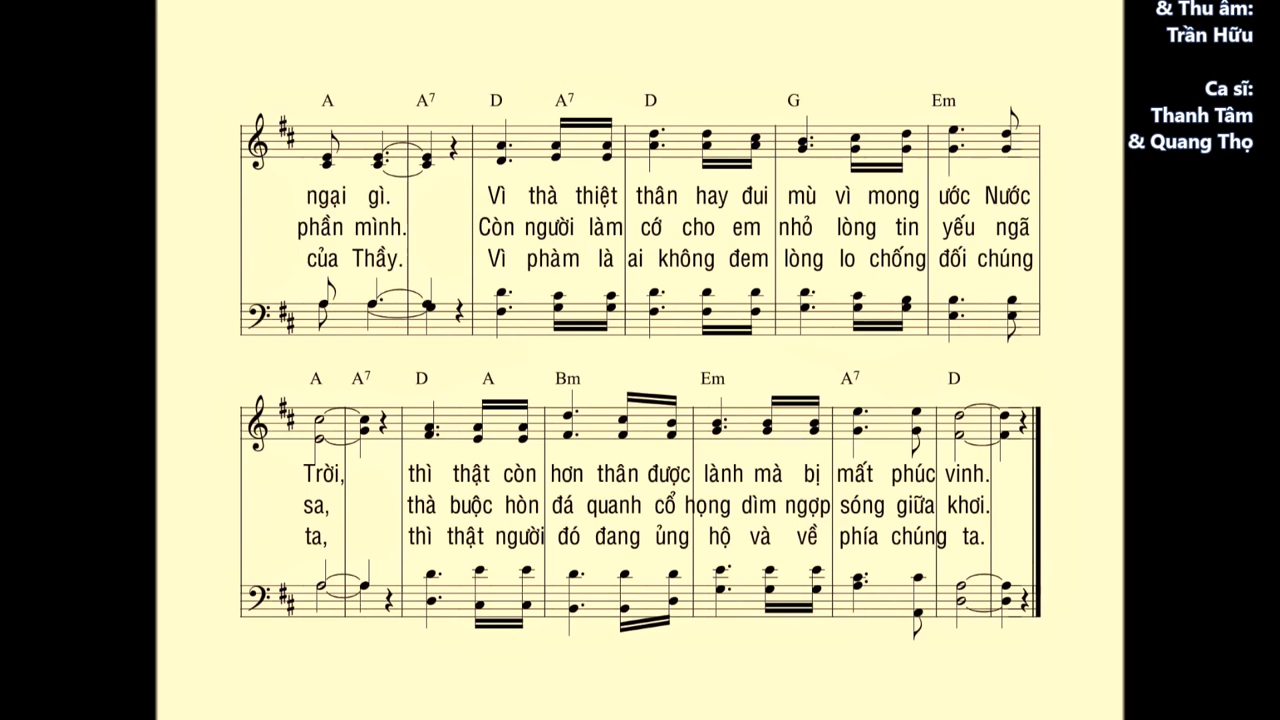 & Thu âm:
Trần Hữu
Ca sĩ:
Thanh Tâm
& Quang Thọ
A A7 D A7 D G Em
ngại gì. Vì thà thiệt thân hay đui mù vì mong ước Nước
phần mình. Còn người làm cớ cho em nhỏ lòng tin yếu ngã
của Thầy. Vì phàm là ai không đem lòng lo chống đối chúng
A A7 D A Bm Em A7 D
Trời, thì thật còn hơn thân được lành mà bị mất phúc vinh.
sa, thà buộc hòn đá quanh cổ họng dìm ngợp sóng giữa khơi.
ta, thì thật người đó đang ủng hộ và về phía chúng ta.